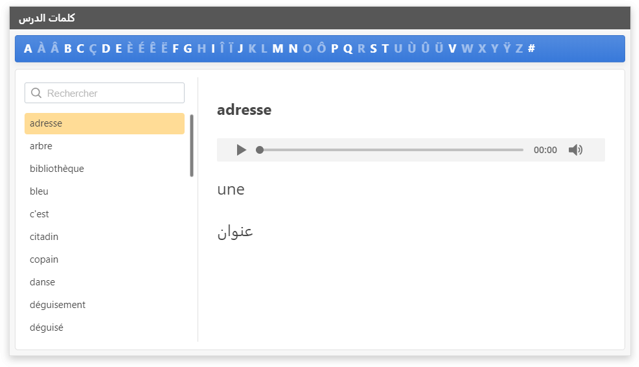 كلمات الدرس
A À Â B C Ç D E È É Ê Ë F G H I Î Ï J K L M N O Ô P Q R S T U Ù Û Ü V W X Y Ÿ Z #
Rechercher
adresse
arbre
bibliothèque
bleu
c'est
citadin
copain
danse
déguisement
déguisé
adresse
00:00
une
عنوان